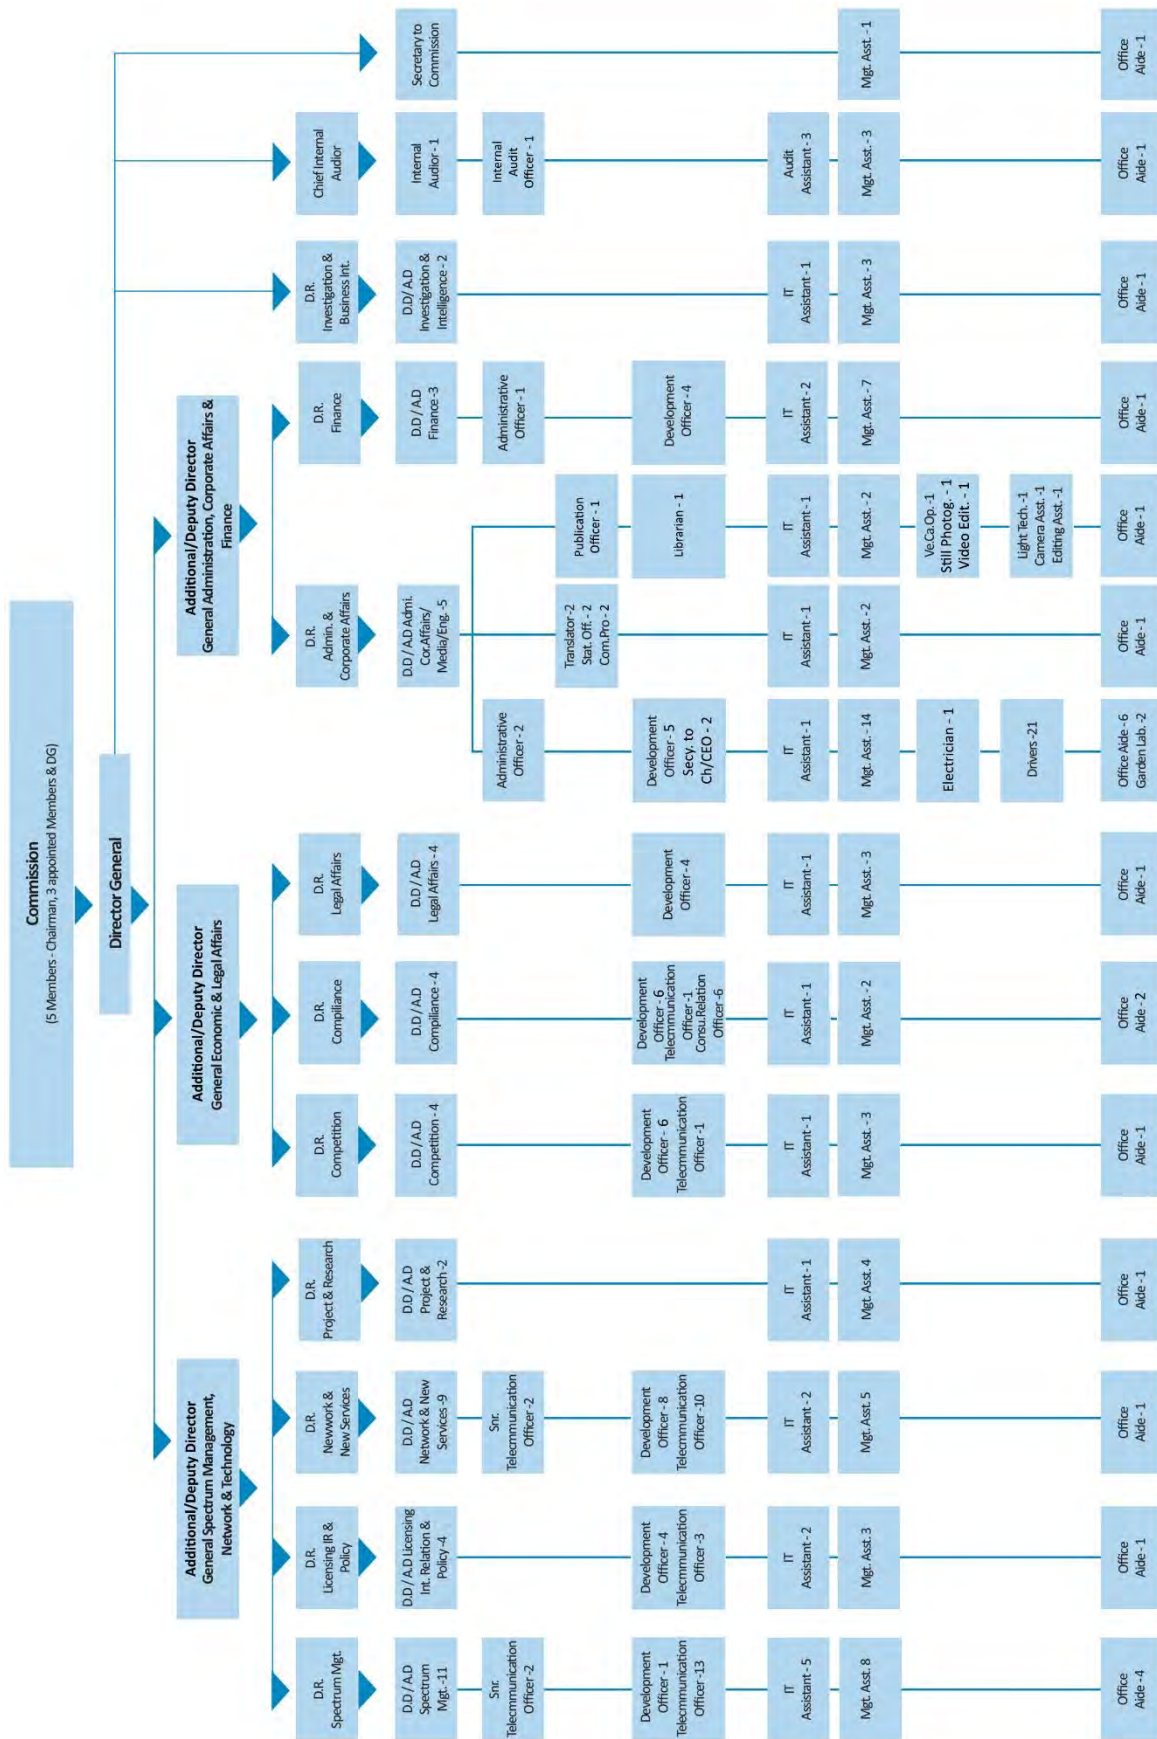 Commission
(5 Members - Chairman, 3 appointed Members & DG)
Director General
Additional/Deputy Director
General Spectrum Management,
Network & Technology
Additional/Deputy Director
General Economic & Legal Affairs
Additional/Deputy Director
General Administration, Corporate Affairs &
Finance
D.R.
Spectrum Mgt.
D.R.
Licensing IR &
Policy
D.R.
Newwork &
New Services
D.R.
Project & Research
D.R.
Competition
D.R.
Compiliance
D.R.
Legal Affairs
D.R.
Admin. &
Corporate Affairs
D.R.
Finance
D.R.
Investigation &
Business Int.
Chief Internal
Audior
D.D / A.D
Spectrum
Mgt. -11
D.D / A.D Licensing
Int. Relation &
Policy -4
D.D / A.D
Network & New
Services -9
D.D / A.D
Project &
Research -2
D.D / A.D
Competition - 4
D.D / A.D
Compiliance - 4
D.D / A.D
Legal Affairs - 4
D.D / A.D Admi.
Cor.Affairs/
Media/Eng. -5
D.D / A.D
Finance -3
D.D/ A.D
Investigation &
Intelligence - 2
Internal
Audior - 1
Secretary to
Commission
Snr.
Telecmmunication
Officer -2
Snr.
Telecmmunication
Officer -2
Administrative
Officer - 2
Administrative
Officer - 1
Internal
Audit
Officer - 1
Translator-2
Stat. Off. - 2
Com.Pro - 2
Publication
Officer - 1
Development
Officer - 1
Telecmmunication
Officer -13
Development
Officer - 4
Telecmmunication
Officer -3
Development
Officer - 8
Telecmmunication
Officer -10
Development
Officer - 6
Telecmmunication
Officer -1
Development
Officer - 6
Telecmmunication
Officer -1
Consu.Relation
Officer -6
Development
Officer - 4
Development
Officer - 5
Secy. to
Ch/CEO - 2
Librarian - 1
Development
Officer - 4
IT
Assistant - 5
IT
Assistant - 2
IT
Assistant - 2
IT
Assistant - 1
IT
Assistant - 1
IT
Assistant - 1
IT
Assistant - 1
IT
Assistant - 1
IT
Assistant - 1
IT
Assistant - 1
IT
Assistant - 2
IT
Assistant - 1
Audit
Assistant - 3
Mgt. Asst. 8
Mgt. Asst. 3
Mgt. Asst. 5
Mgt. Asst. 4
Mgt. Asst. - 3
Mgt. Asst. - 2
Mgt. Asst. - 3
Mgt. Asst. - 14
Mgt. Asst. - 2
Mgt. Asst. - 2
Mgt. Asst. - 7
Mgt. Asst. - 3
Mgt. Asst. - 3
Mgt. Asst. - 1
Electrician - 1
Ve.Ca.Op. -1
Still Photog. - 1
Video Edit. - 1
Drivers -21
Light Tech. -1
Camera Asst. -1
Editing Asst. -1
Office
Aide - 4
Office
Aide - 1
Office
Aide - 1
Office
Aide - 1
Office
Aide - 1
Office
Aide - 2
Office
Aide - 1
Office Aide - 6
Garden Lab. -2
Office
Aide - 1
Office
Aide - 1
Office
Aide - 1
Office
Aide - 1
Office
Aide - 1
Office
Aide - 1